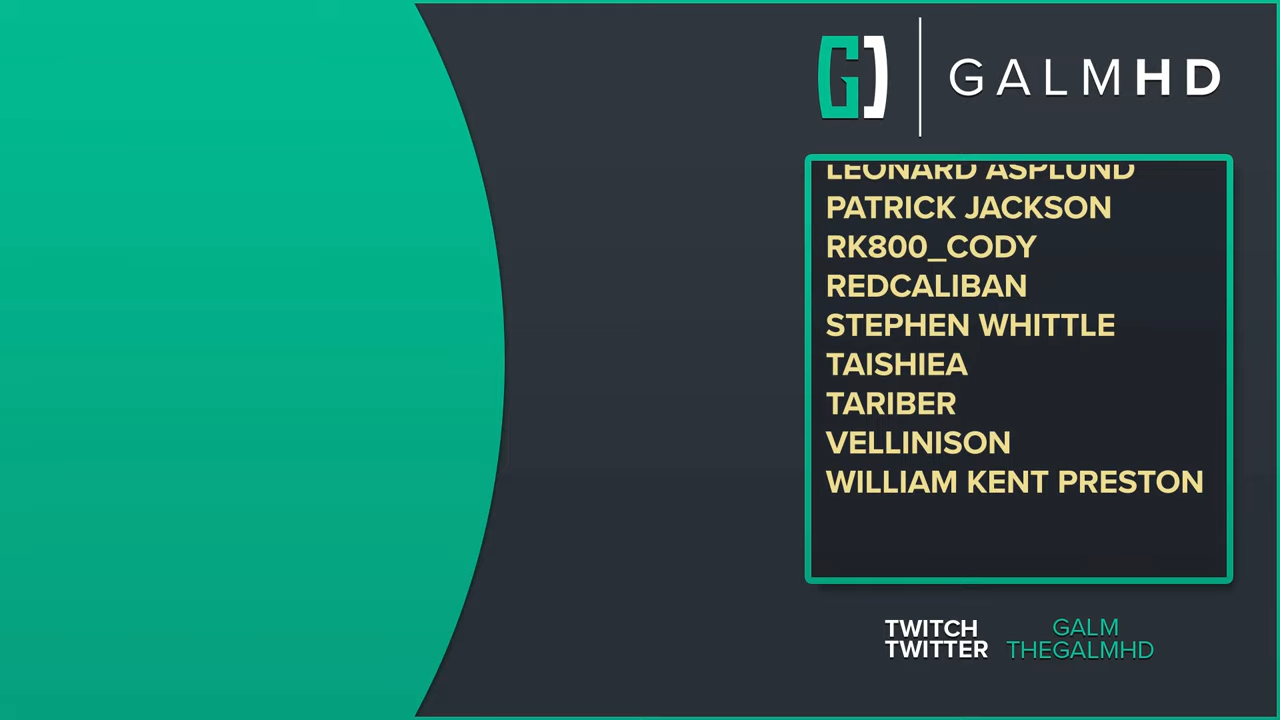 GALMHD
LEONARD ASPLUND
PATRICK JACKSON
RK800_CODY
REDCALIBAN
STEPHEN WHITTLE
TAISHIEA
TARIBER
VELLINISON
WILLIAM KENT PRESTON
TWITCH GALM
TWITTER THEGALMHD